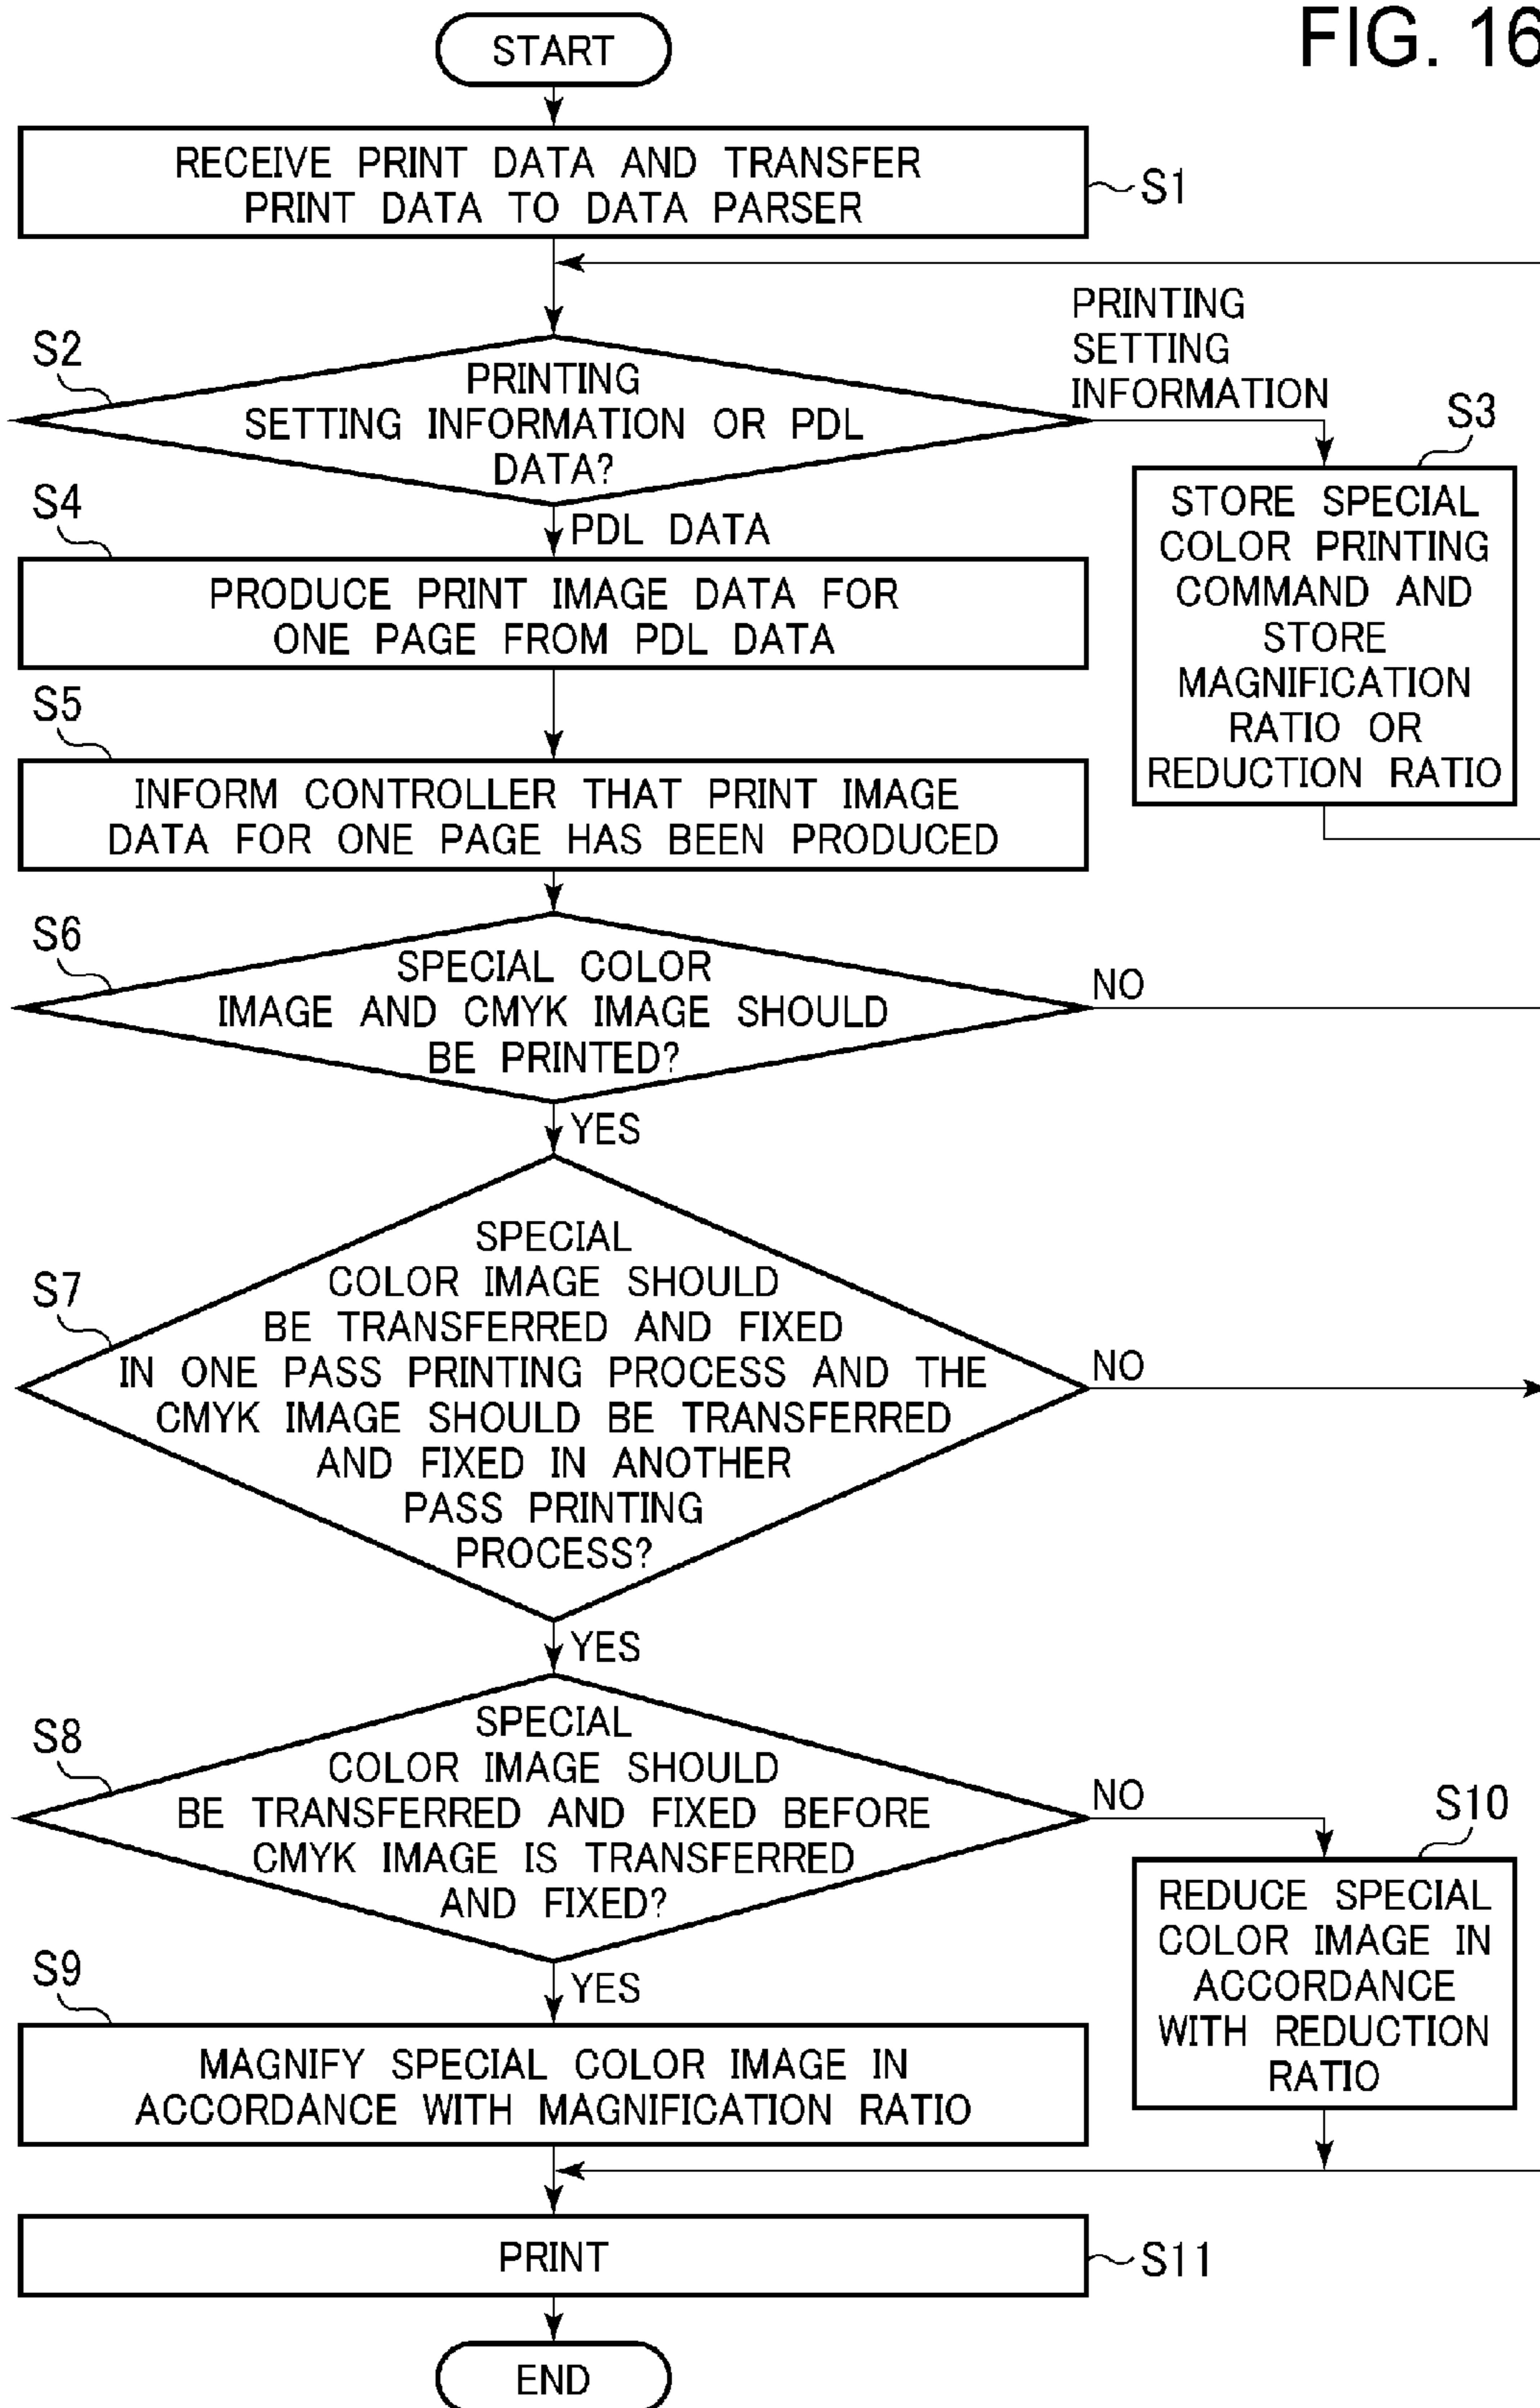 FIG. 16
START
RECEIVE PRINT DATA AND TRANSFER
PRINT DATA TO DATA PARSER
S1
S2
PRINTING
SETTING INFORMATION OR PDL
DATA?
PRINTING
SETTING
INFORMATION
S3
STORE SPECIAL
COLOR PRINTING
COMMAND AND
STORE
MAGNIFICATION
RATIO OR
REDUCTION RATIO
PDL DATA
S4
PRODUCE PRINT IMAGE DATA FOR
ONE PAGE FROM PDL DATA
S5
INFORM CONTROLLER THAT PRINT IMAGE
DATA FOR ONE PAGE HAS BEEN PRODUCED
S6
SPECIAL COLOR
IMAGE AND CMYK IMAGE SHOULD
BE PRINTED?
NO
YES
S7
SPECIAL
COLOR IMAGE SHOULD
BE TRANSFERRED AND FIXED
IN ONE PASS PRINTING PROCESS AND THE
CMYK IMAGE SHOULD BE TRANSFERRED
AND FIXED IN ANOTHER
PASS PRINTING
PROCESS?
NO
YES
S8
SPECIAL
COLOR IMAGE SHOULD
BE TRANSFERRED AND FIXED BEFORE
CMYK IMAGE IS TRANSFERRED
AND FIXED?
NO
S10
REDUCE SPECIAL
COLOR IMAGE IN
ACCORDANCE
WITH REDUCTION
RATIO
YES
S9
MAGNIFY SPECIAL COLOR IMAGE IN
ACCORDANCE WITH MAGNIFICATION RATIO
PRINT
S11
END